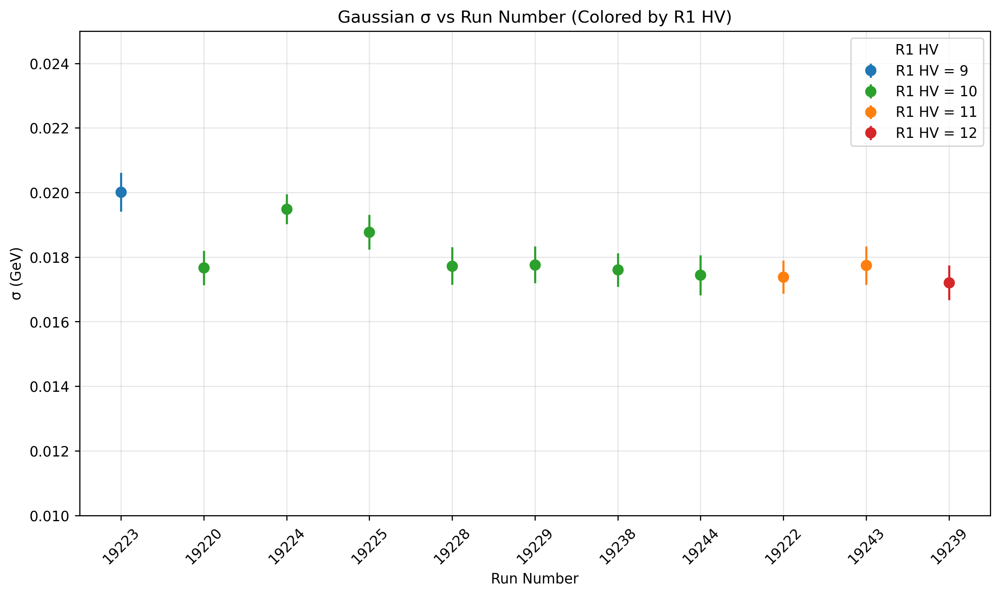 Gaussian σ vs Run Number (Colored by R1 HV)
R1 HV
R1 HV = 9
R1 HV = 10
R1 HV = 11
R1 HV = 12
σ (GeV)
0.024
0.022
0.020
0.018
0.016
0.014
0.012
0.010
19223
19220
19224
19225
19228
19229
19238
19244
19222
19243
19239
Run Number